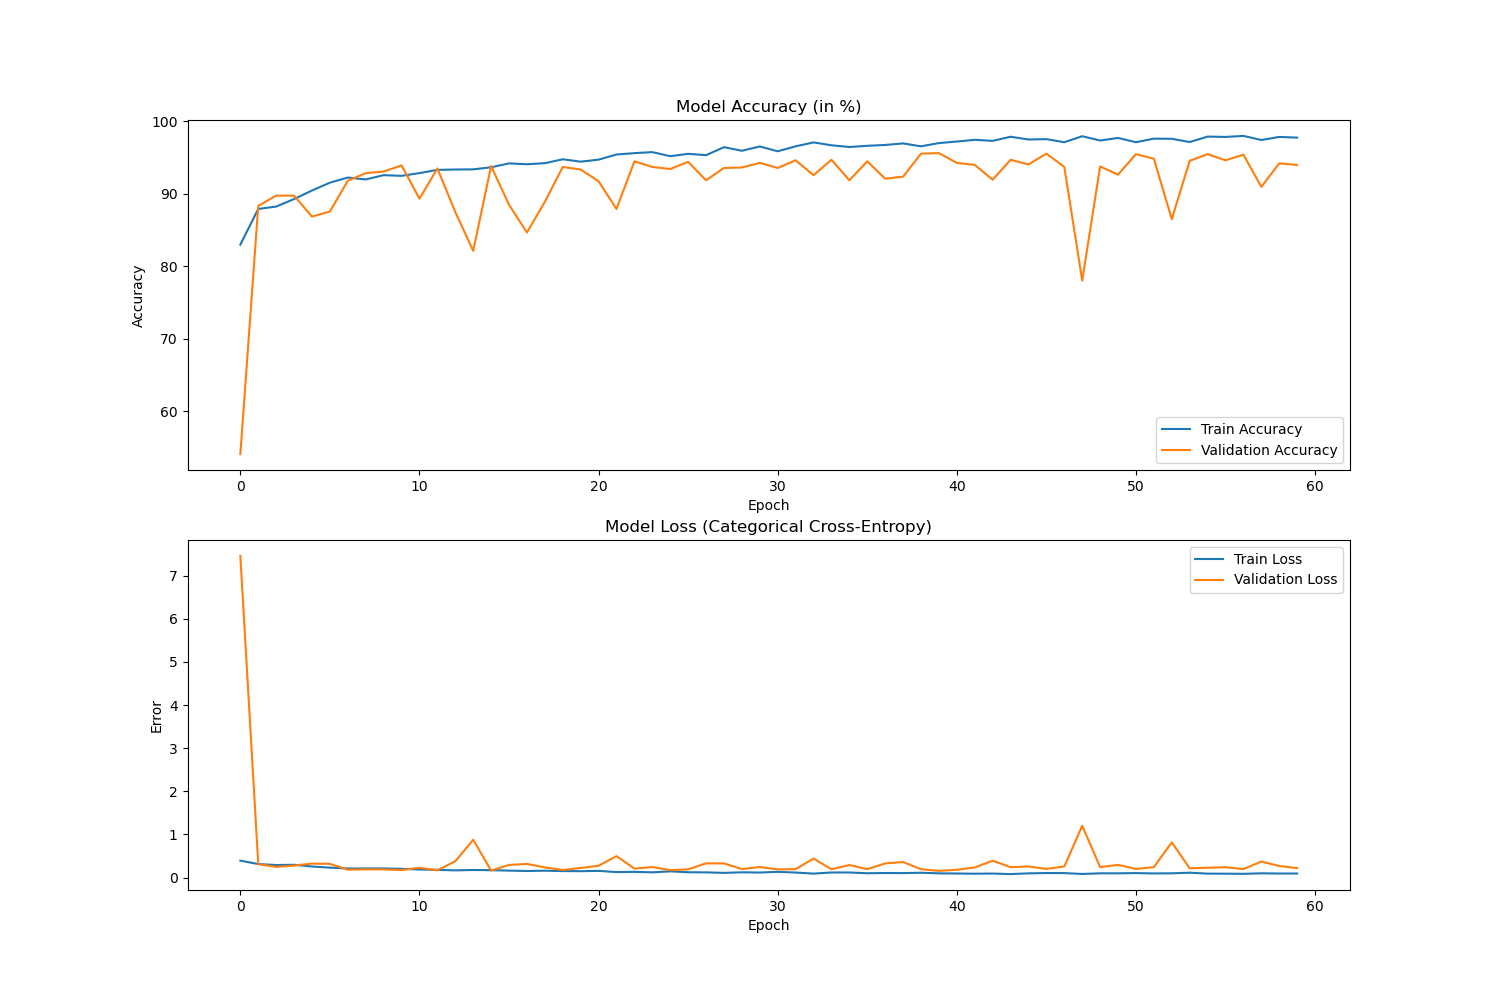 Model Accuracy (in %)
100
90
80
70
60
Accuracy
Train Accuracy
Validation Accuracy
0 10 20 30 40 50 60
Epoch
Model Loss (Categorical Cross-Entropy)
Train Loss
Validation Loss
7
6
5
4
3
2
1
0
Error
0 10 20 30 40 50 60
Epoch